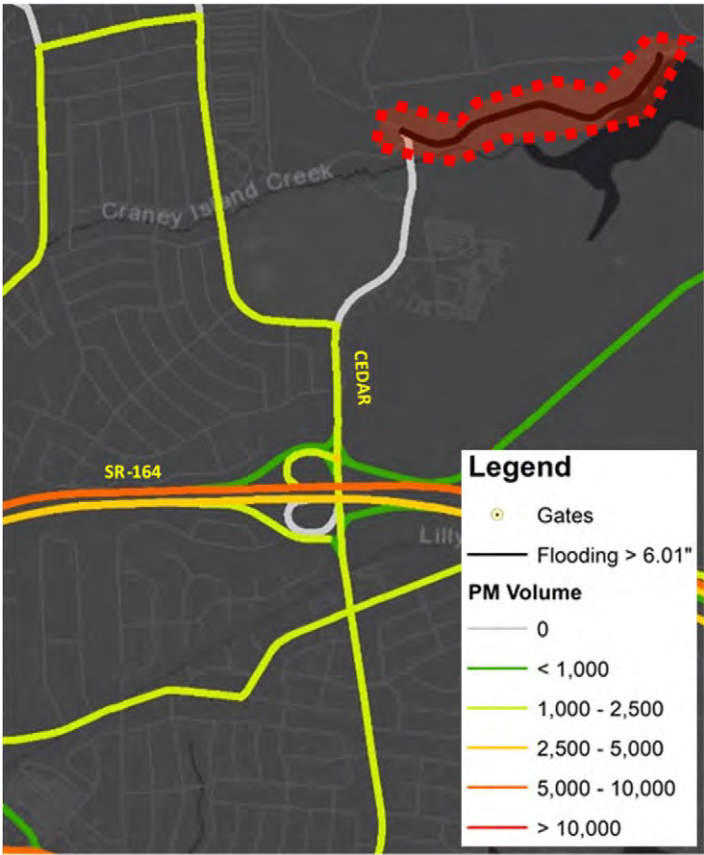 Craney Island Creek
CEDAR
SR-164
Lilly
Legend
Gates
Flooding > 6.01"
PM Volume
0
< 1,000
1,000 - 2,500
2,500 - 5,000
5,000 - 10,000
> 10,000